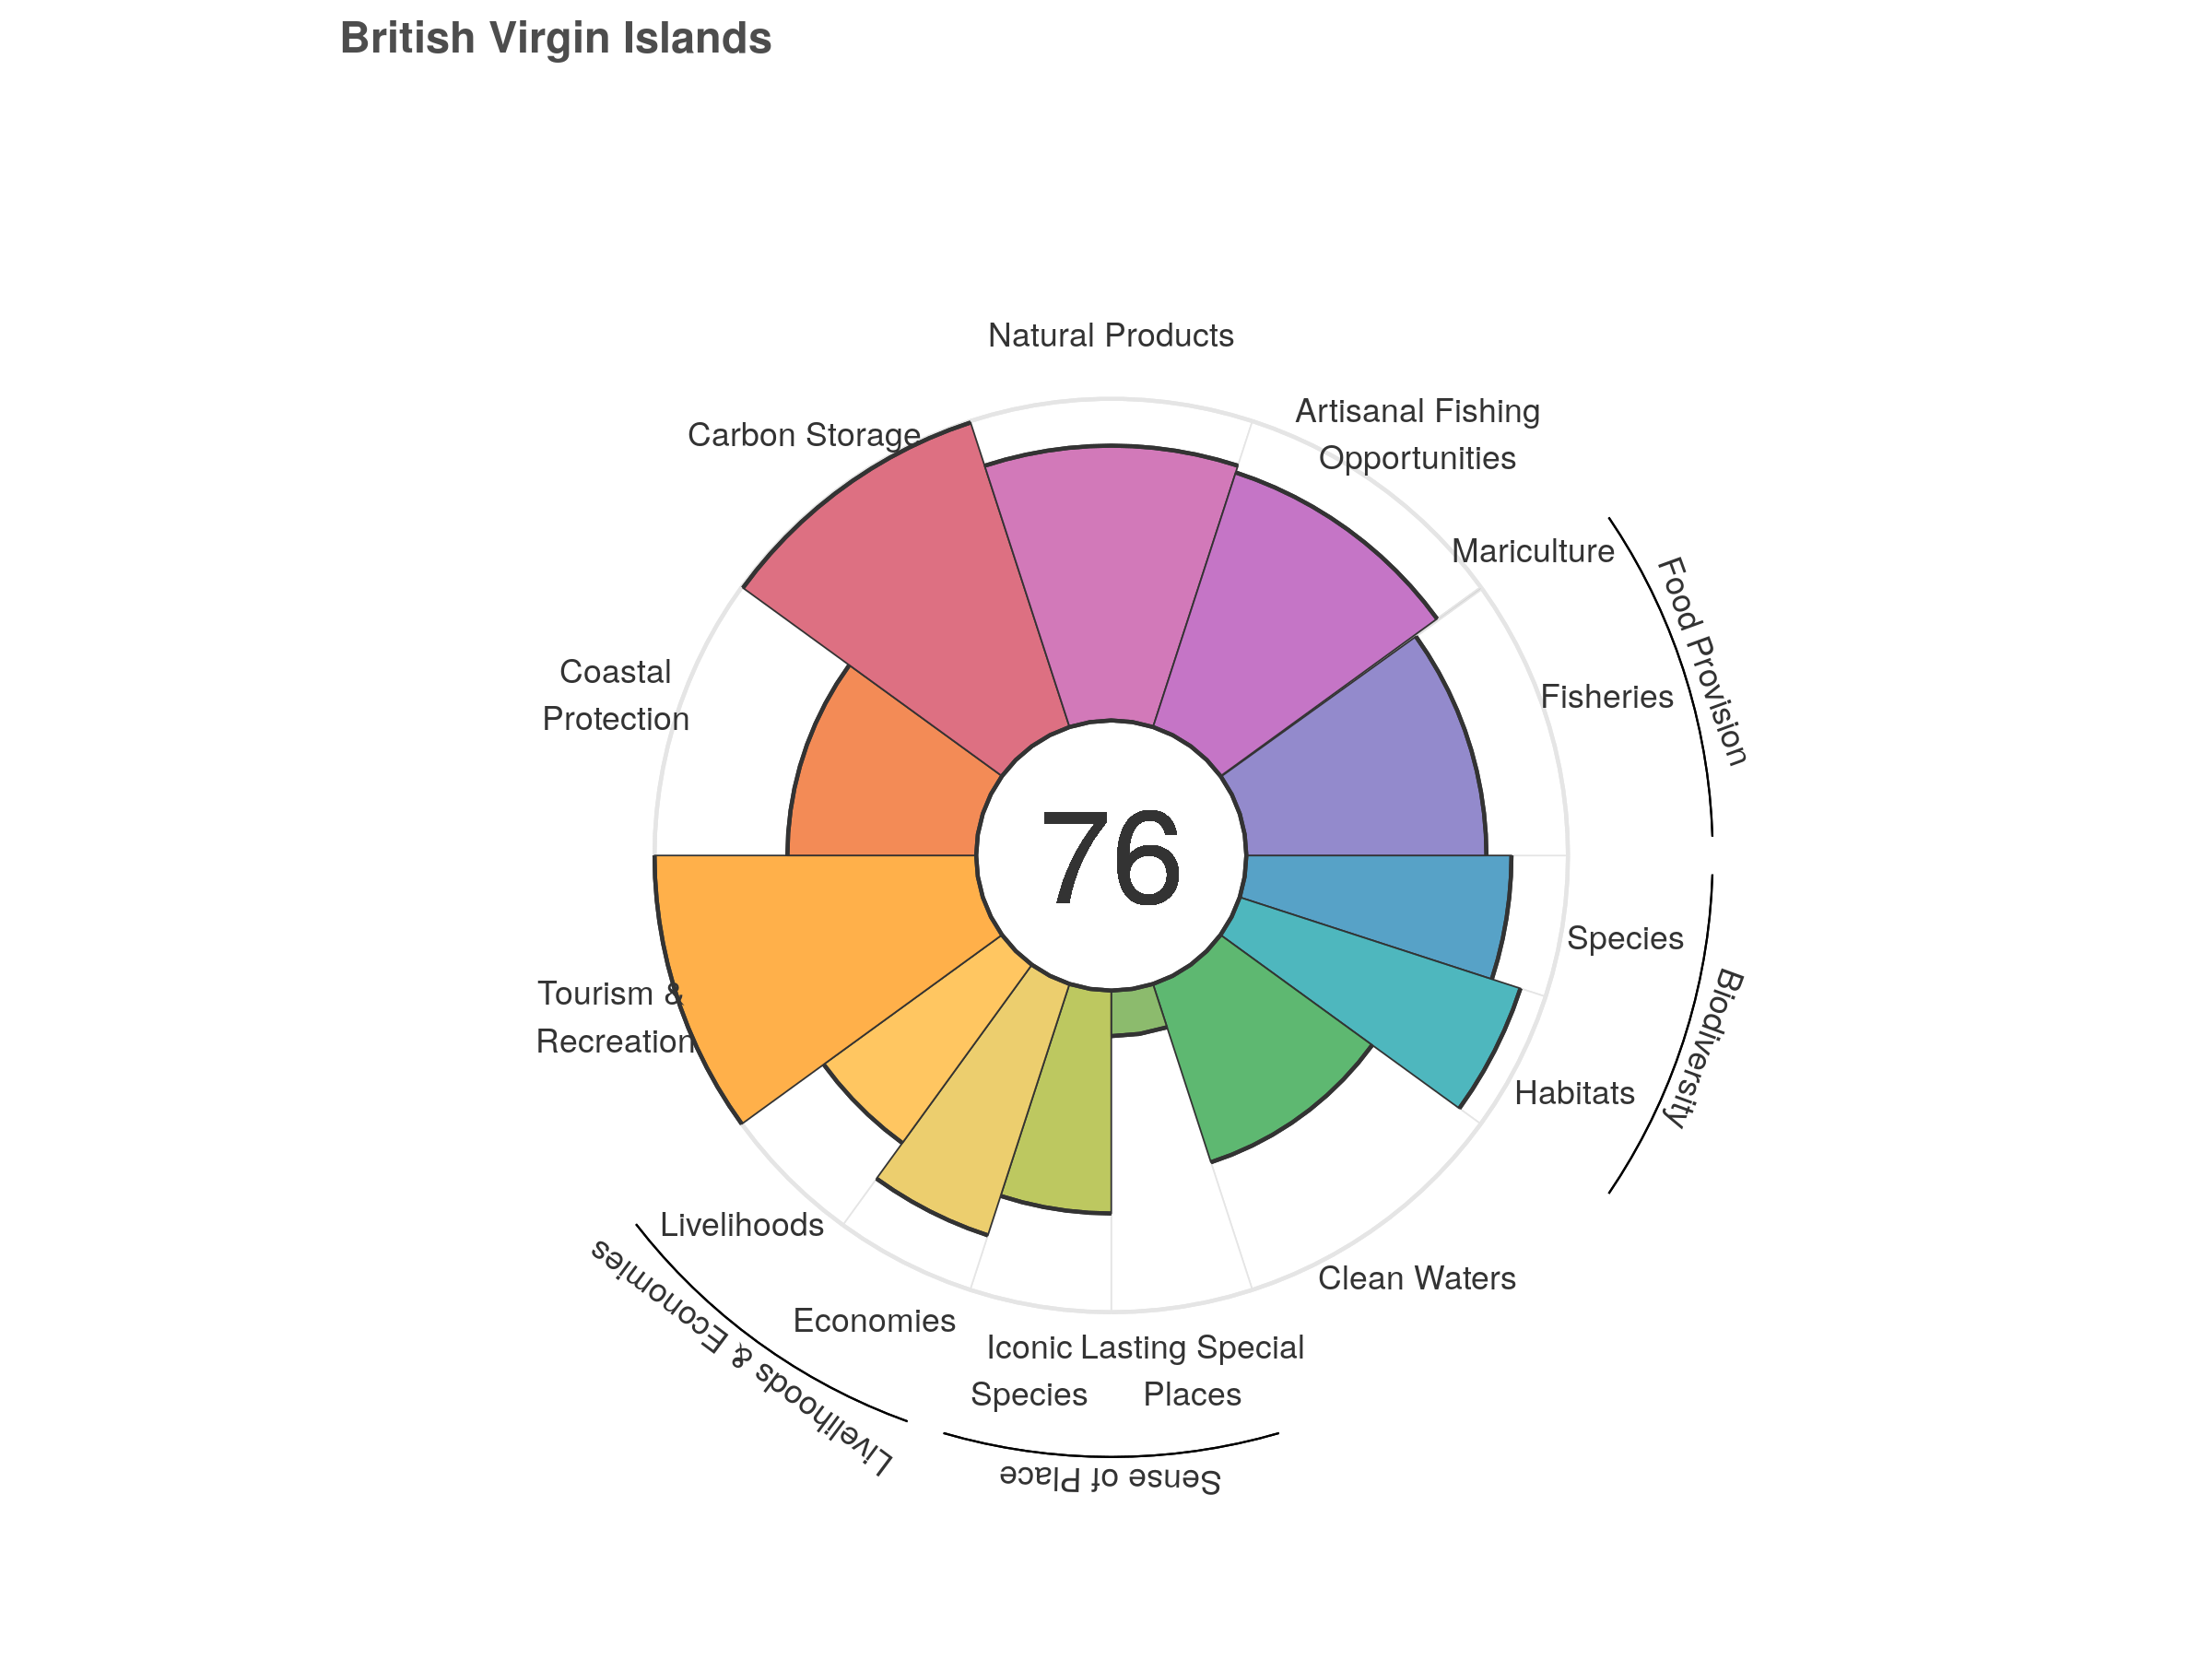 British Virgin Islands
Natural Products
Artisanal Fishing
Opportunities
Carbon Storage
Mariculture
Food Provision
Fisheries
Coastal
Protection
76
Species
Biodiversity
Tourism &
Recreation
Habitats
Livelihoods
Livelihoods & Economies
Clean Waters
Economies
Iconic
Species
Lasting Special
Places
Sense of Place